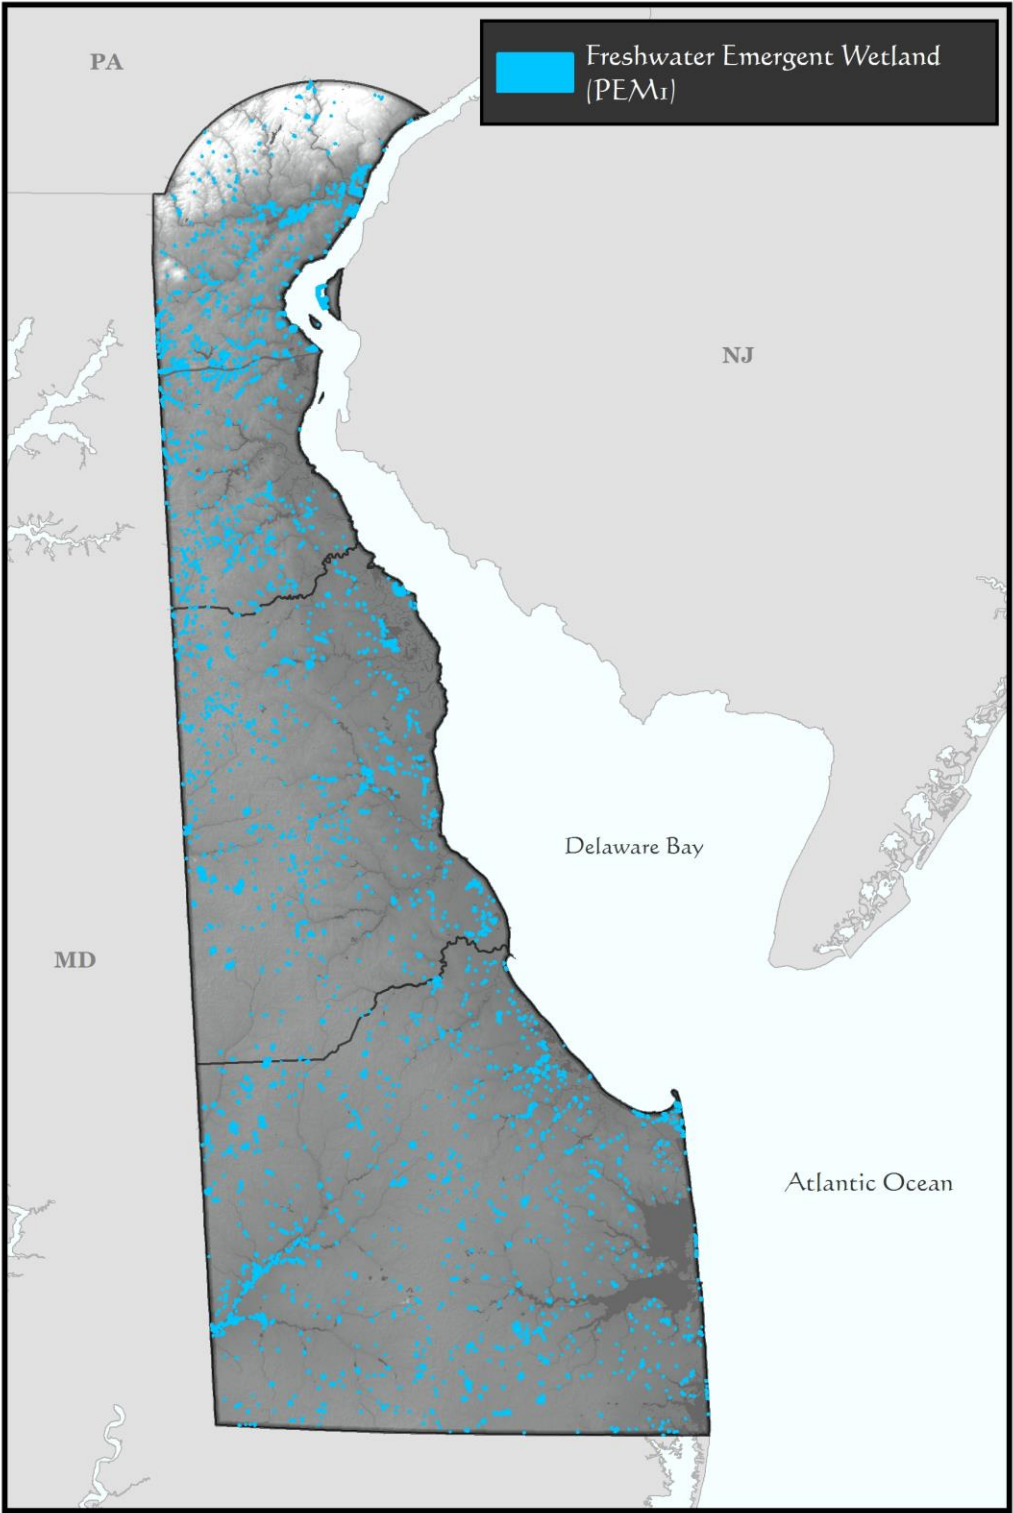 PA
Freshwater Emergent Wetland
(PEM1)
NJ
Delaware Bay
MD
Atlantic Ocean